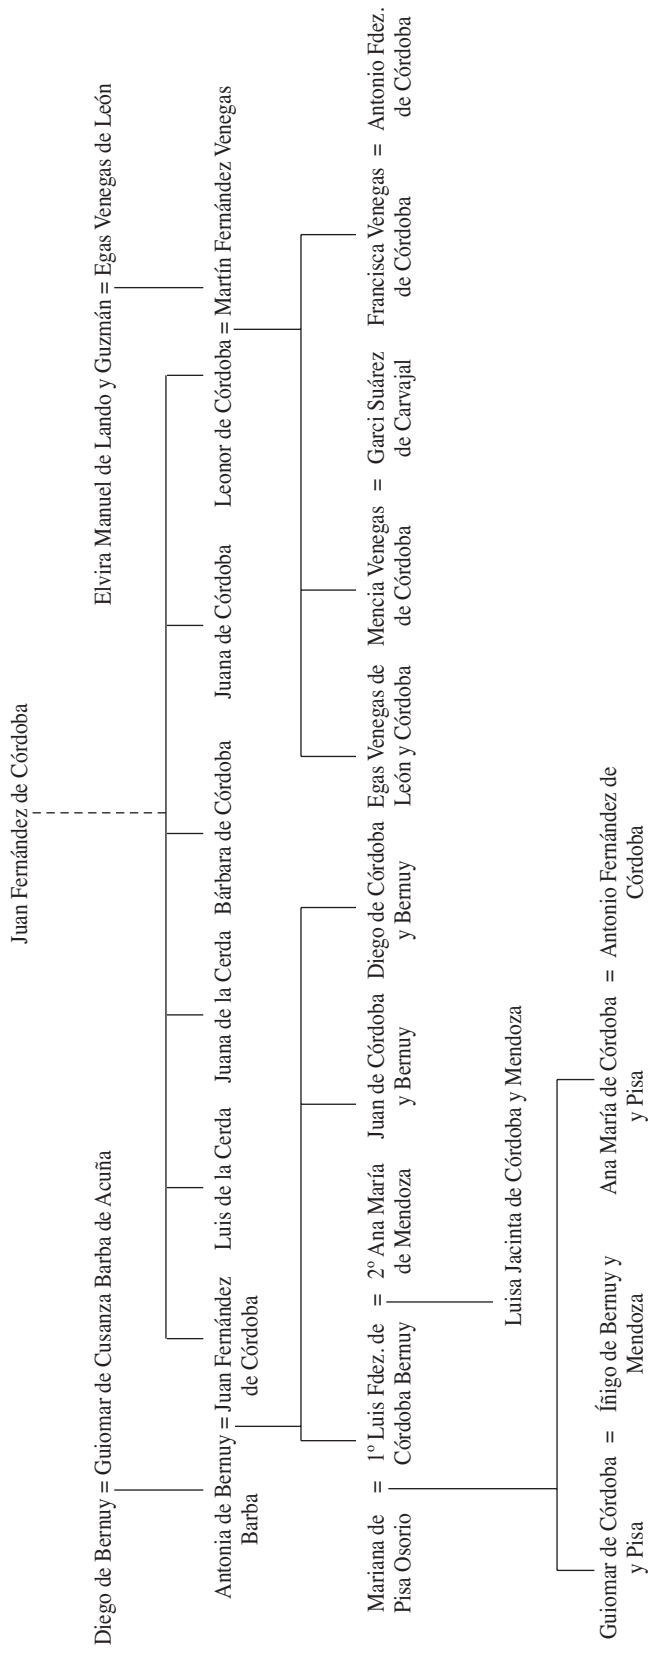 Juan Fernández de Córdoba
Diego de Bernuy = Guiomar de Cusanza Barba de Acuña
Elvira Manuel de Lando y Guzmán = Egas Venegas de León
Antonia de Bernuy = Juan Fernández
Barba
de Córdoba
Luis de la Cerda
Juana de la Cerda
Bárbara de Córdoba
Juana de Córdoba
Leonor de Córdoba = Martín Fernández Venegas
Mariana de
Pisa Osorio
=
1º Luis Fdez. de
Córdoba Bernuy
=
2º Ana María
de Mendoza
Juan de Córdoba
y Bernuy
Diego de Córdoba
y Bernuy
Egas Venegas de
León y Córdoba
Mencia Venegas
de Córdoba
=
Garci Suárez
de Carvajal
Francisca Venegas
de Córdoba
=
Antonio Fdez.
de Córdoba
Luisa Jacinta de Córdoba y Mendoza
Guiomar de Córdoba
y Pisa
=
Íñigo de Bernuy y
Mendoza
Ana María de Córdoba
y Pisa
=
Antonio Fernández de
Córdoba